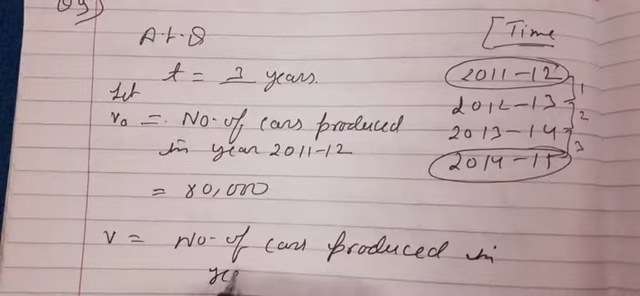 Q9)
A.t.Q
[Time
t = 3 years.
2011-12
1
Let
2012-13
2
v₀ = No. of cars produced
2013-14
3
in year 2011-12
2014-15
= 80,000
v = No. of cars produced in